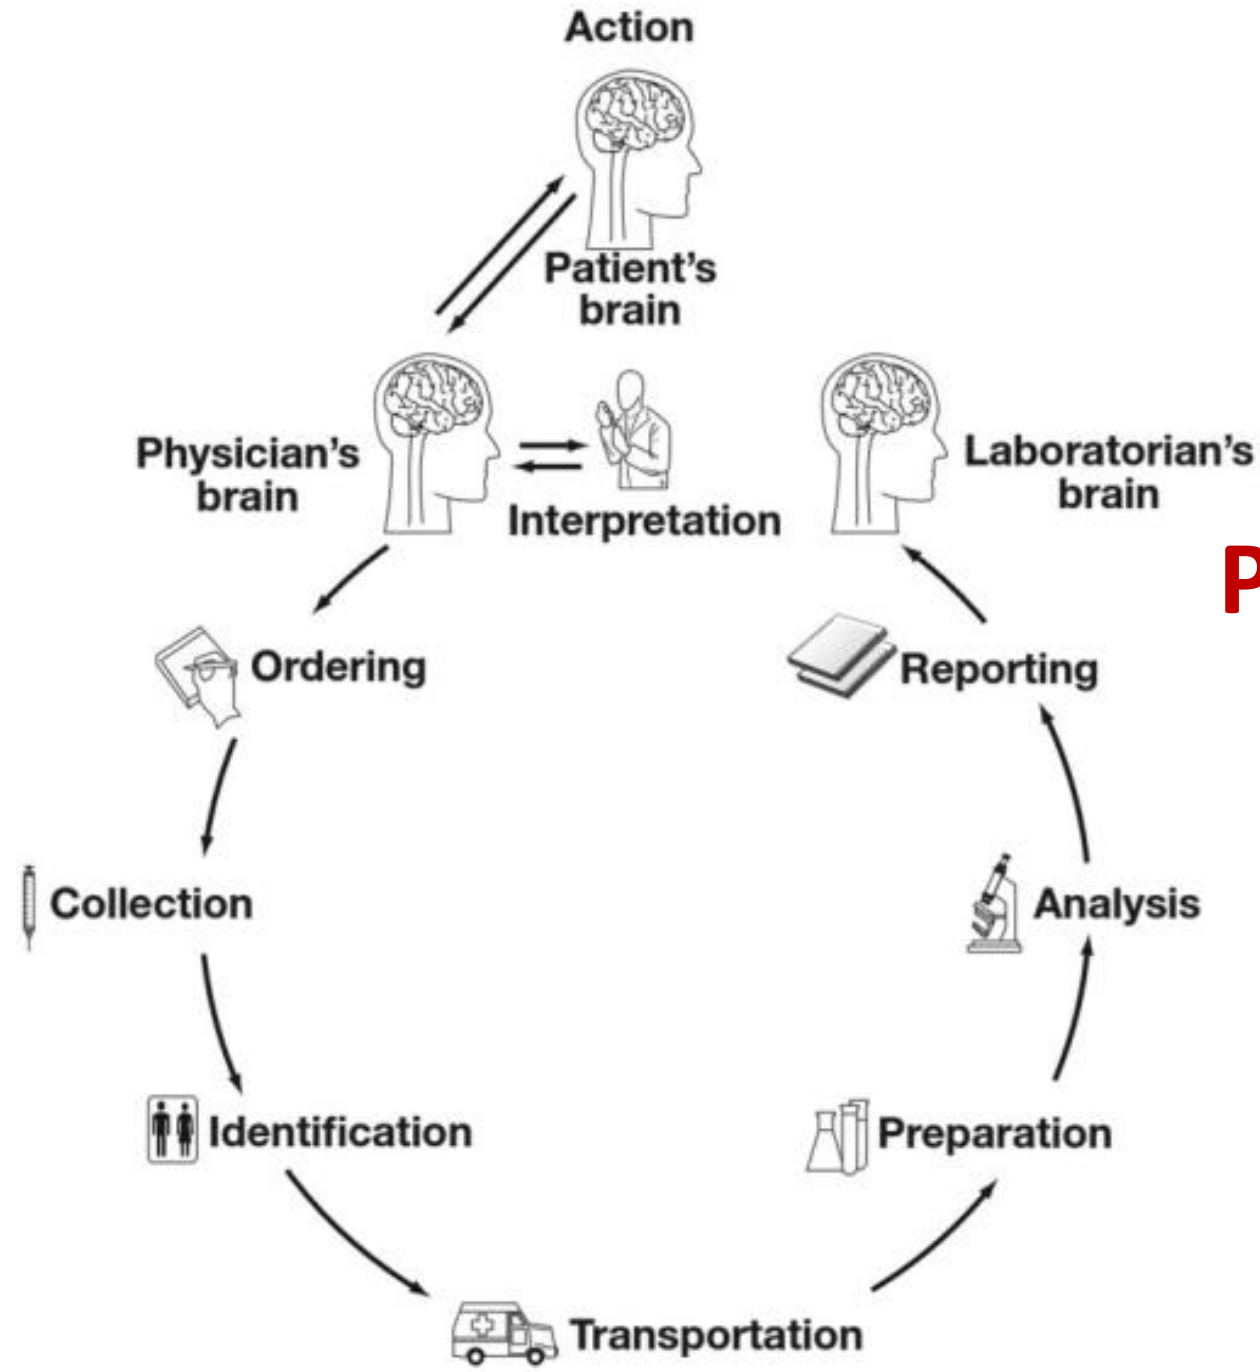 Action
Patient's
brain
Physician's
brain
Interpretation
Laboratorian's
brain
P
Ordering
Reporting
Collection
Analysis
Identification
Preparation
Transportation